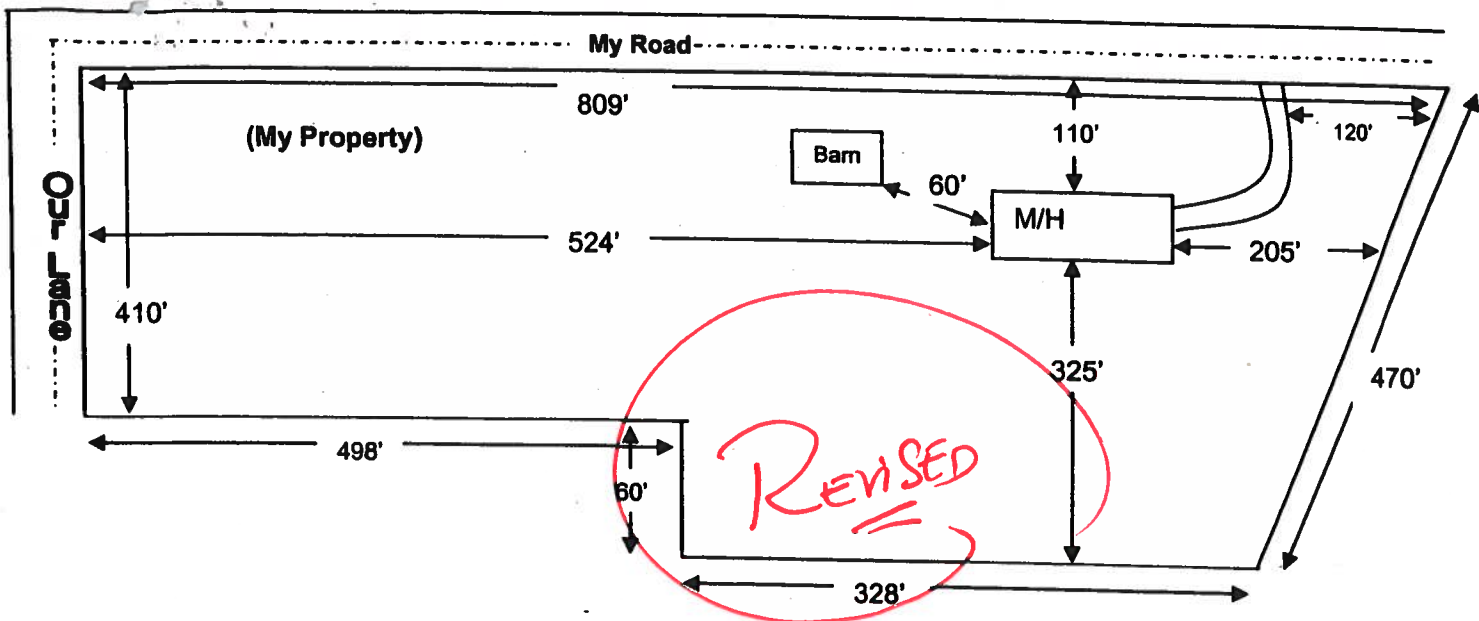 My Road
809'
(My Property)
110'
120'
Barn
60'
M/H
Our Lane
524'
205'
410'
325'
470'
498'
60'
REVISED
328'